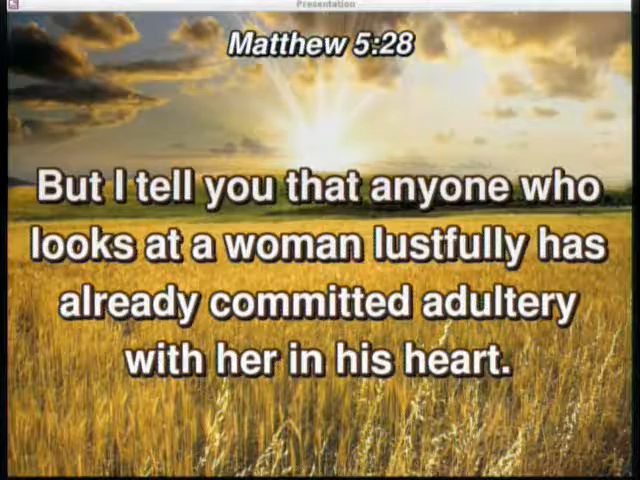 Presentation
Matthew 5:28
But I tell you that anyone who
looks at a woman lustfully has
already committed adultery
with her in his heart.